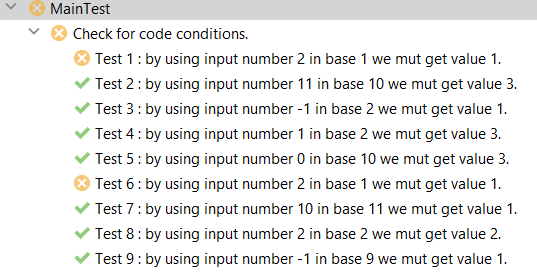 MainTest
Check for code conditions.
Test 1 : by using input number 2 in base 1 we mut get value 1.
Test 2 : by using input number 11 in base 10 we mut get value 3.
Test 3 : by using input number -1 in base 2 we mut get value 1.
Test 4 : by using input number 1 in base 2 we mut get value 3.
Test 5 : by using input number 0 in base 10 we mut get value 3.
Test 6 : by using input number 2 in base 1 we mut get value 1.
Test 7 : by using input number 10 in base 11 we mut get value 1.
Test 8 : by using input number 2 in base 2 we mut get value 2.
Test 9 : by using input number -1 in base 9 we mut get value 1.